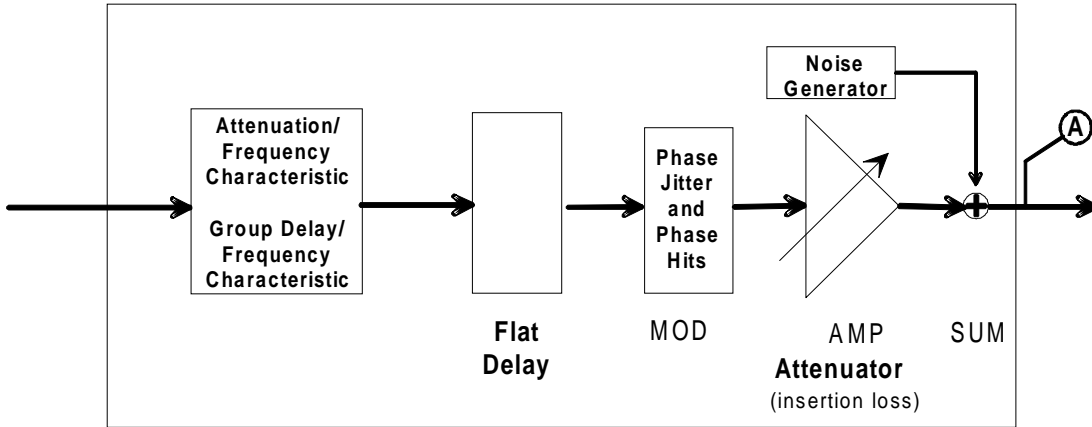 Attenuation/
Frequency
Characteristic
Group Delay/
Frequency
Characteristic
Flat
Delay
Phase
Jitter
and
Phase
Hits
MOD
Noise
Generator
AMP
Attenuator
(insertion loss)
+
SUM
A